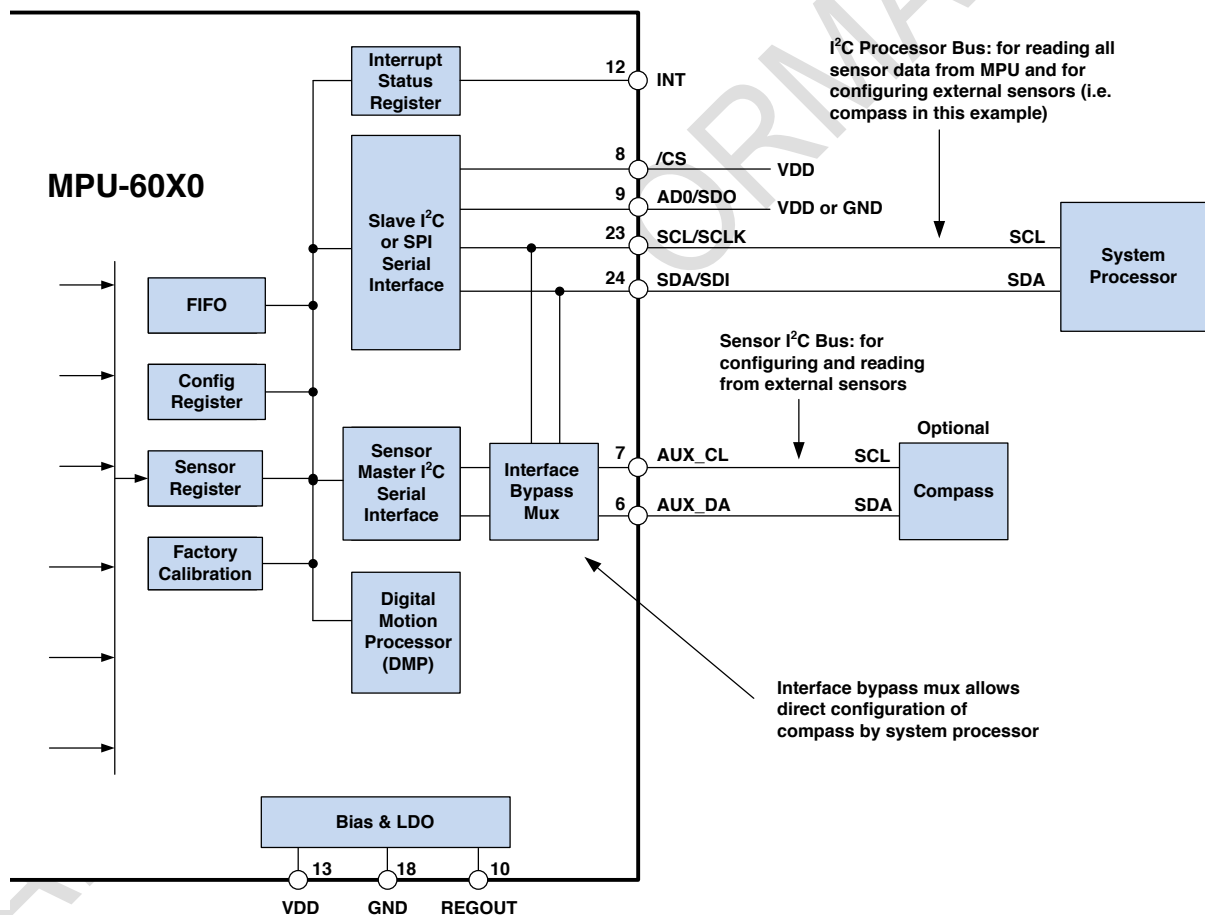 I²C Processor Bus: for reading all
sensor data from MPU and for
configuring external sensors (i.e.
compass in this example)
Interrupt
Status
Register
12
INT
MPU-60X0
Slave I²C
or SPI
Serial
Interface
8
/CS
VDD
9
AD0/SDO
VDD or GND
23
SCL/SCLK
SCL
24
SDA/SDI
SDA
System
Processor
FIFO
Config
Register
Sensor
Register
Factory
Calibration
Sensor I²C Bus: for
configuring and reading
from external sensors
Sensor
Master I²C
Serial
Interface
Interface
Bypass
Mux
7
AUX_CL
SCL
6
AUX_DA
SDA
Optional
Compass
Digital
Motion
Processor
(DMP)
Interface bypass mux allows
direct configuration of
compass by system processor
Bias & LDO
13
18
10
VDD
GND
REGOUT
ORMA